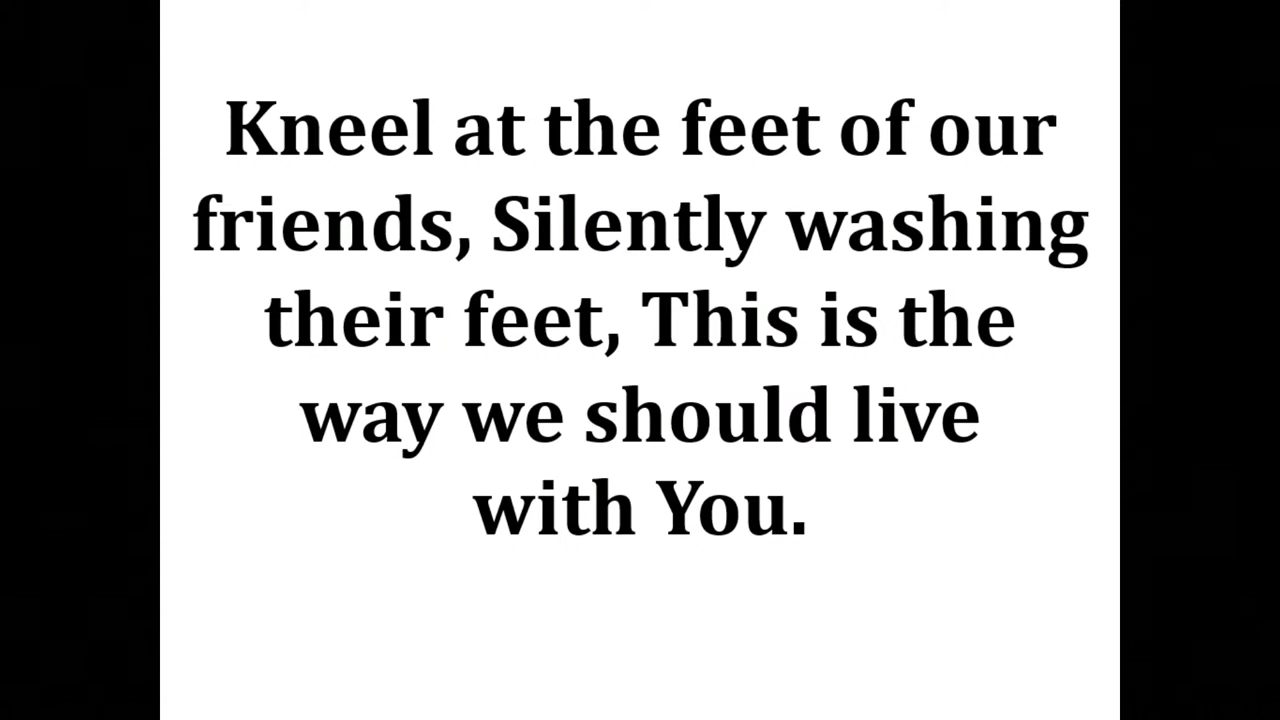 Kneel at the feet of our
friends, Silently washing
their feet, This is the
way we should live
with You.